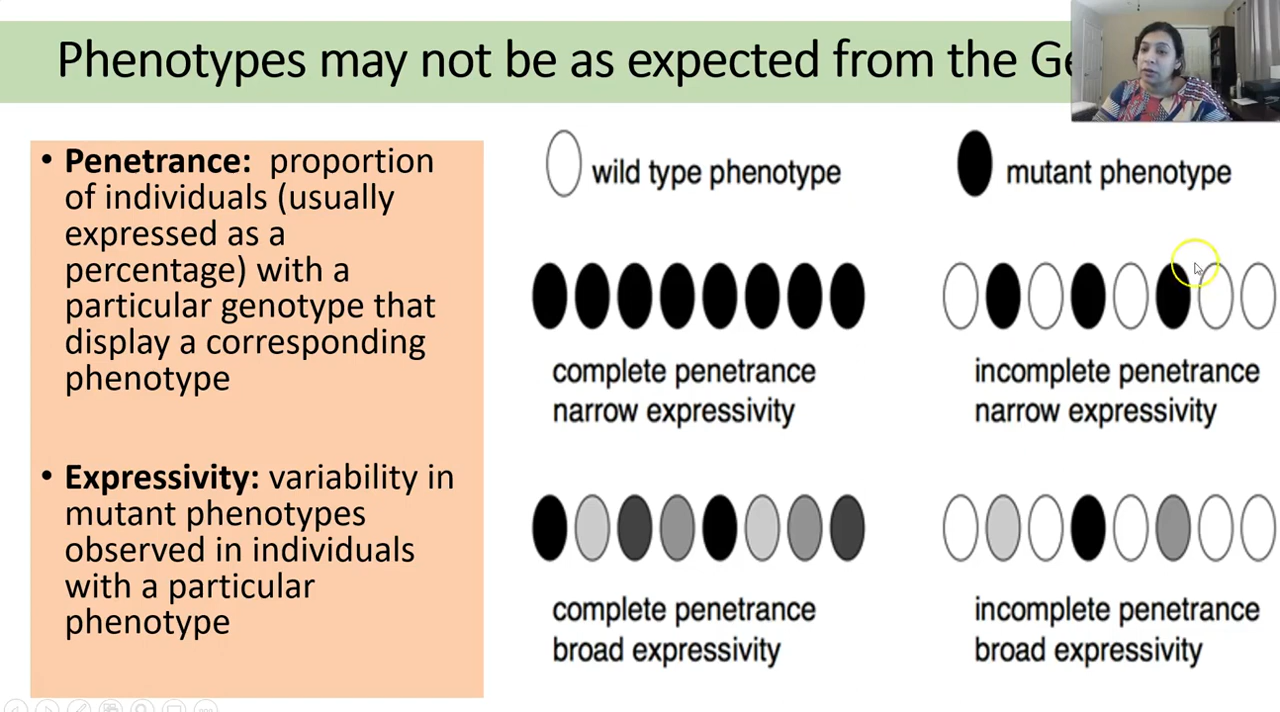 Phenotypes may not be as expected from the
• Penetrance: proportion
of individuals (usually
expressed as a
percentage) with a
particular genotype that
display a corresponding
phenotype
• Expressivity: variability in
mutant phenotypes
observed in individuals
with a particular
phenotype
wild type phenotype
mutant phenotype
complete penetrance
narrow expressivity
incomplete penetrance
narrow expressivity
complete penetrance
broad expressivity
incomplete penetrance
broad expressivity